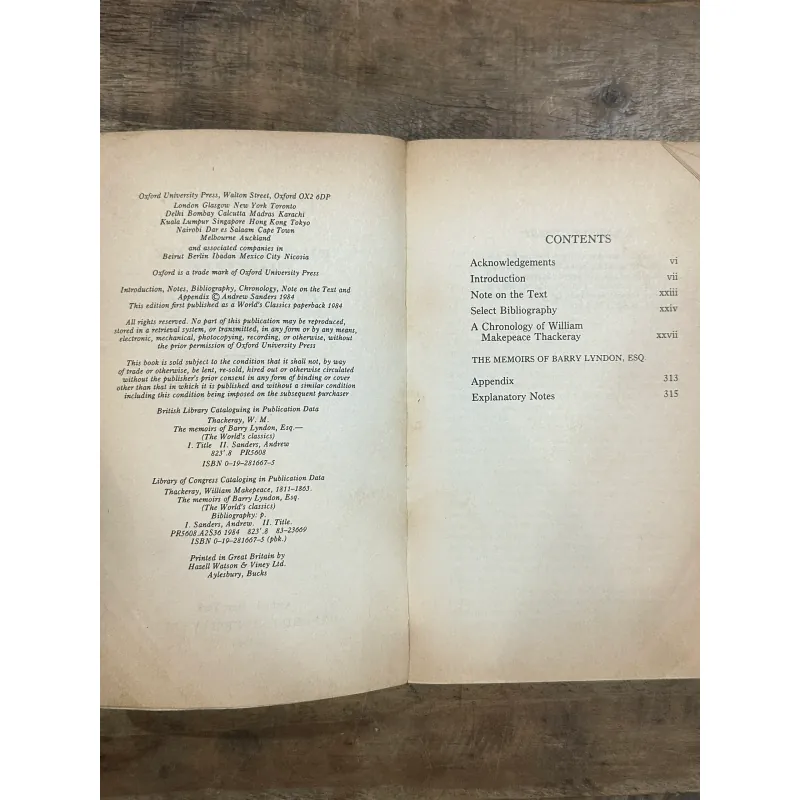 Oxford University Press, Walton Street, Oxford OX2 6DP
London Glasgow New York Toronto
Delhi Bombay Calcutta Madras Karachi
Kuala Lumpur Singapore Hong Kong Tokyo
Nairobi Dar es Salaam Cape Town
Melbourne Auckland
and associated companies in
Beirut Berlin Ibadan Mexico City Nicosia
Oxford is a trade mark of Oxford University Press
Introduction, Notes, Bibliography, Chronology, Note on the Text and
Appendix © Andrew Sanders 1984
This edition first published as a World's Classics paperback 1984
All rights reserved. No part of this publication may be reproduced,
stored in a retrieval system, or transmitted, in any form or by any means,
electronic, mechanical, photocopying, recording, or otherwise, without
the prior permission of Oxford University Press
This book is sold subject to the condition that it shall not, by way
of trade or otherwise, be lent, re-sold, hired out or otherwise circulated
without the publisher's prior consent in any form of binding or cover
other than that in which it is published and without a similar condition
including this condition being imposed on the subsequent purchaser
British Library Cataloguing in Publication Data
Thackeray, W. M.
The memoirs of Barry Lyndon, Esq.—
(The World's classics)
I. Title II. Sanders, Andrew
823'.8 PR5608
ISBN 0-19-281667-5
Library of Congress Cataloging in Publication Data
Thackeray, William Makepeace, 1811-1863.
The memoirs of Barry Lyndon, Esq.
(The World's classics)
Bibliography: p.
I. Sanders, Andrew. II. Title.
PR5608.A2S36 1984 823'.8 83-23669
ISBN 0-19-281667-5 (pbk.)
Printed in Great Britain by
Hazell Watson & Viney Ltd.
Aylesbury, Bucks
CONTENTS
Acknowledgements vi
Introduction vii
Note on the Text xxiii
Select Bibliography xxiv
A Chronology of William
Makepeace Thackeray xxvii
THE MEMOIRS OF BARRY LYNDON, ESQ.
Appendix 313
Explanatory Notes 315